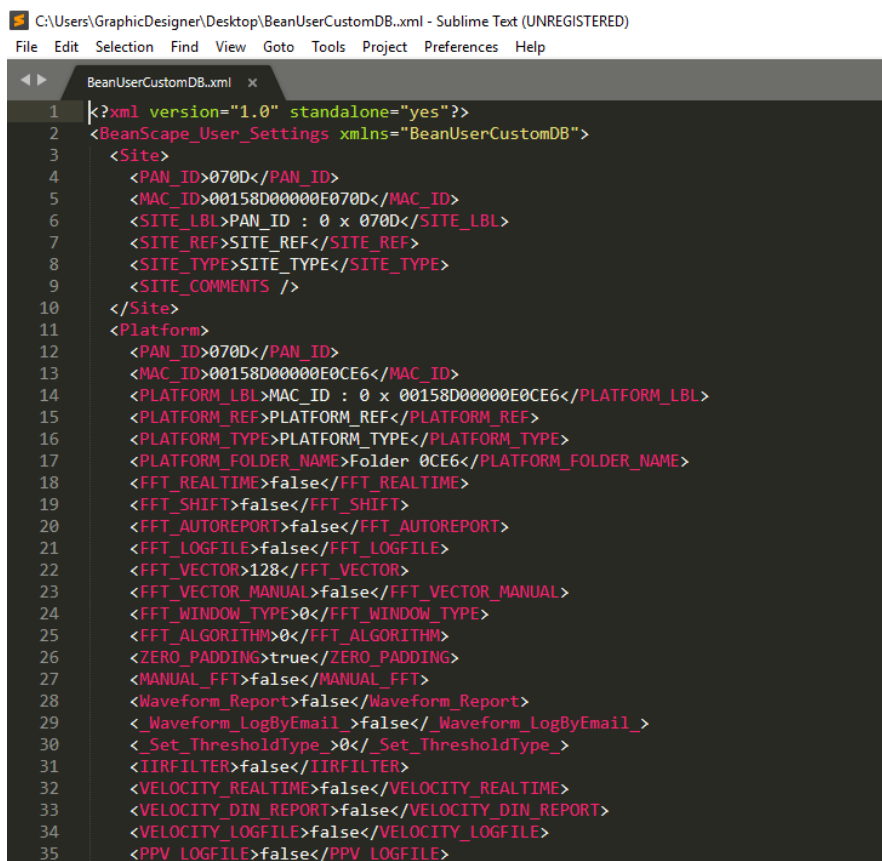 C:\Users\GraphicDesigner\Desktop\BeanUserCustomDB..xml - Sublime Text (UNREGISTERED)
File Edit Selection Find View Goto Tools Project Preferences Help
BeanUserCustomDB..xml ×
1 <?xml version="1.0" standalone="yes"?>
2 <BeanScape_User_Settings xmlns="BeanUserCustomDB">
3 <Site>
4 <PAN_ID>070D</PAN_ID>
5 <MAC_ID>00158D00000E070D</MAC_ID>
6 <SITE_LBL>PAN_ID : 0 x 070D</SITE_LBL>
7 <SITE_REF>SITE_REF</SITE_REF>
8 <SITE_TYPE>SITE_TYPE</SITE_TYPE>
9 <SITE_COMMENTS />
10 </Site>
11 <Platform>
12 <PAN_ID>070D</PAN_ID>
13 <MAC_ID>00158D00000E0CE6</MAC_ID>
14 <PLATFORM_LBL>MAC_ID : 0 x 00158D00000E0CE6</PLATFORM_LBL>
15 <PLATFORM_REF>PLATFORM_REF</PLATFORM_REF>
16 <PLATFORM_TYPE>PLATFORM_TYPE</PLATFORM_TYPE>
17 <PLATFORM_FOLDER_NAME>Folder 0CE6</PLATFORM_FOLDER_NAME>
18 <FFT_REALTIME>false</FFT_REALTIME>
19 <FFT_SHIFT>false</FFT_SHIFT>
20 <FFT_AUTOREPORT>false</FFT_AUTOREPORT>
21 <FFT_LOGFILE>false</FFT_LOGFILE>
22 <FFT_VECTOR>128</FFT_VECTOR>
23 <FFT_VECTOR_MANUAL>false</FFT_VECTOR_MANUAL>
24 <FFT_WINDOW_TYPE>0</FFT_WINDOW_TYPE>
25 <FFT_ALGORITHM>0</FFT_ALGORITHM>
26 <ZERO_PADDING>true</ZERO_PADDING>
27 <MANUAL_FFT>false</MANUAL_FFT>
28 <Waveform_Report>false</Waveform_Report>
29 <_Waveform_LogByEmail_>false</_Waveform_LogByEmail_>
30 <_Set_ThresholdType_>0</_Set_ThresholdType_>
31 <IIRFILTER>false</IIRFILTER>
32 <VELOCITY_REALTIME>false</VELOCITY_REALTIME>
33 <VELOCITY_DIN_REPORT>false</VELOCITY_DIN_REPORT>
34 <VELOCITY_LOGFILE>false</VELOCITY_LOGFILE>
35 <PPV_LOGFILE>false</PPV_LOGFILE>